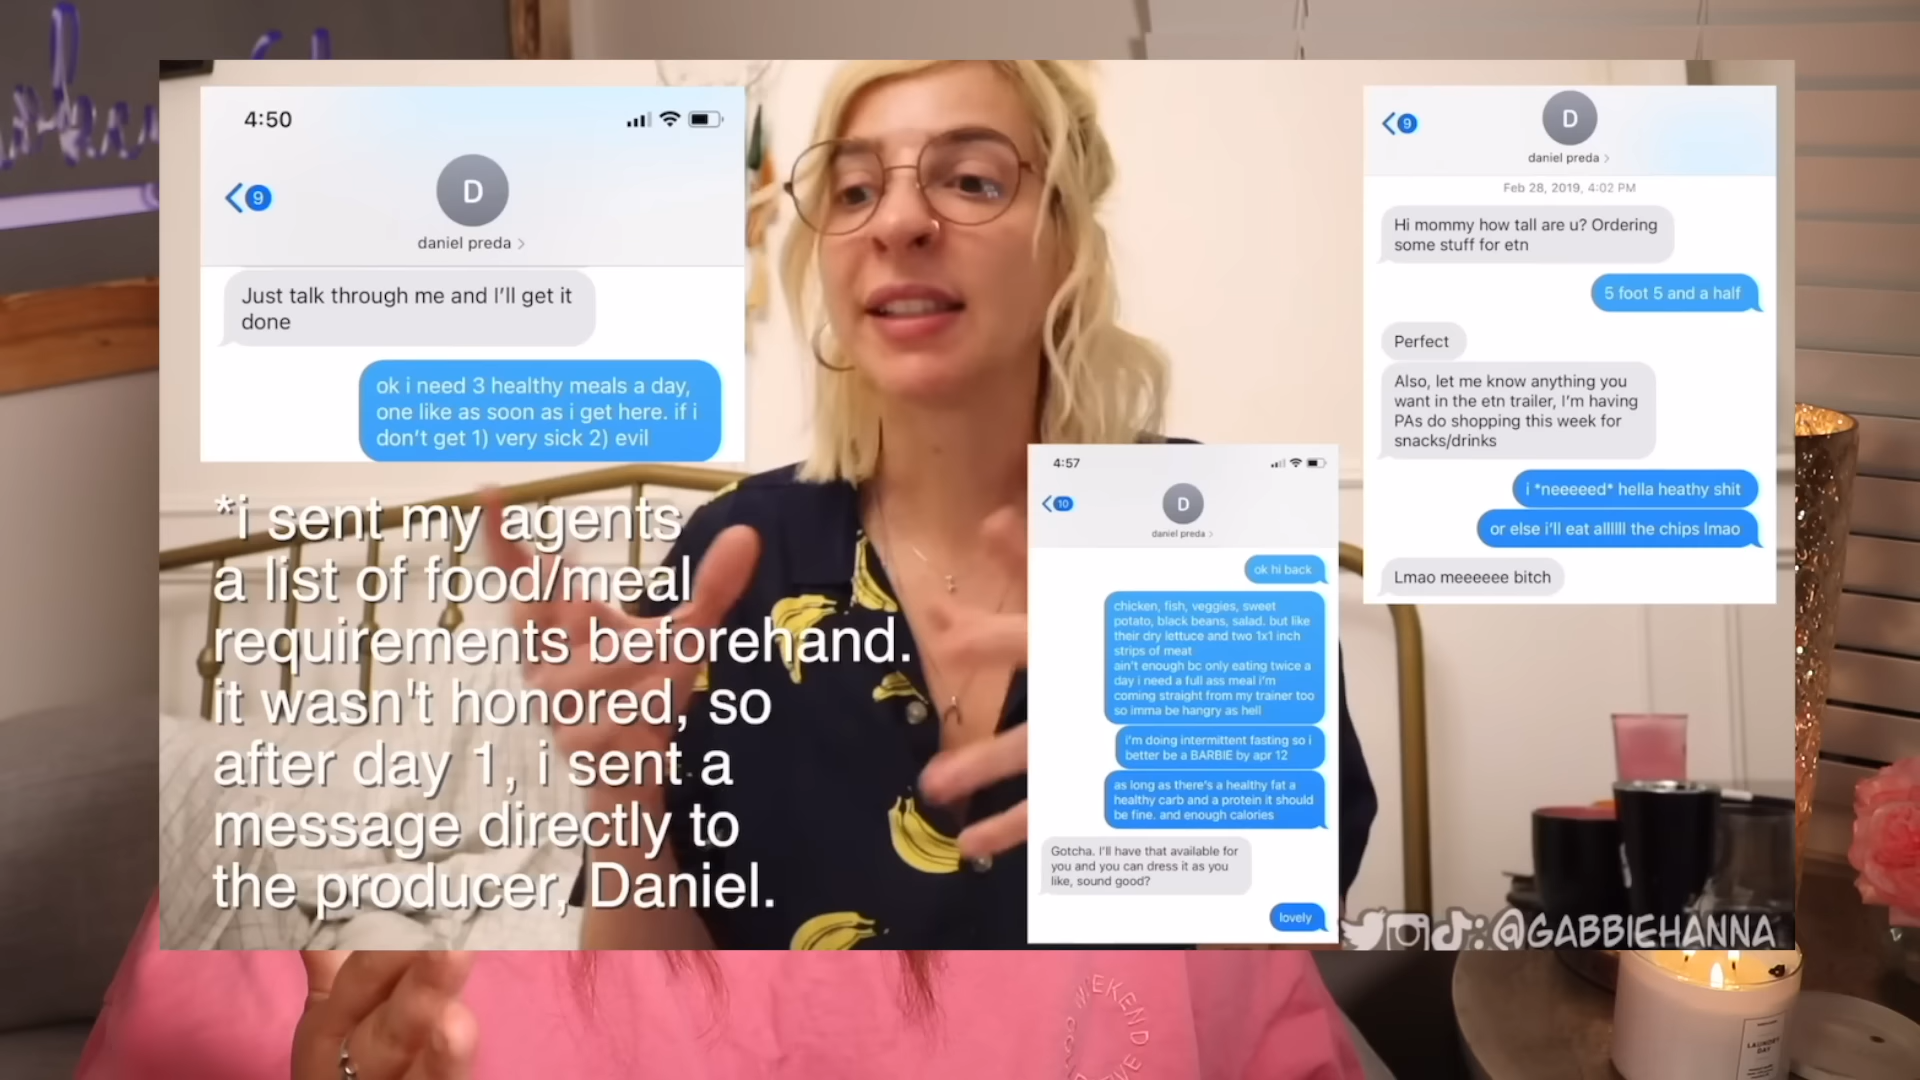 4:50
9
D
daniel preda >
Just talk through me and I'll get it
done
ok i need 3 healthy meals a day,
one like as soon as i get here. if i
don't get 1) very sick 2) evil
*i sent my agents
a list of food/meal
requirements beforehand.
it wasn't honored, so
after day 1, i sent a
message directly to
the producer, Daniel.
4:57
10
D
daniel preda >
ok hi back
chicken, fish, veggies, sweet
potato, black beans, salad. but like
their dry lettuce and two 1x1 inch
strips of meat
ain't enough bc only eating twice a
day i need a full ass meal i'm
coming straight from my trainer too
so imma be hangry as hell
i'm doing intermittent fasting so i
better be a BARBIE by apr 12
as long as there's a healthy fat a
healthy carb and a protein it should
be fine. and enough calories
Gotcha. I'll have that available for
you and you can dress it as you
like, sound good?
lovely
9
D
daniel preda >
Feb 28, 2019, 4:02 PM
Hi mommy how tall are u? Ordering
some stuff for etn
5 foot 5 and a half
Perfect
Also, let me know anything you
want in the etn trailer, I'm having
PAs do shopping this week for
snacks/drinks
i *neeeeed* hella heathy shit
or else i'll eat allllll the chips lmao
Lmao meeeeee bitch
:@GABBIEHANNA
WEEKEND
LAUNDRY
DAY